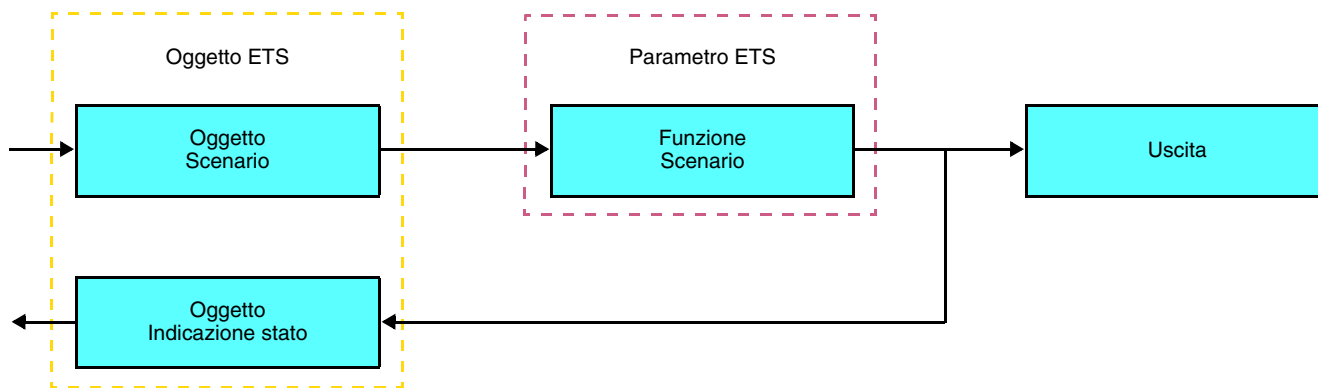 Oggetto ETS
Parametro ETS
Oggetto
Scenario
Funzione
Scenario
Uscita
Oggetto
Indicazione stato